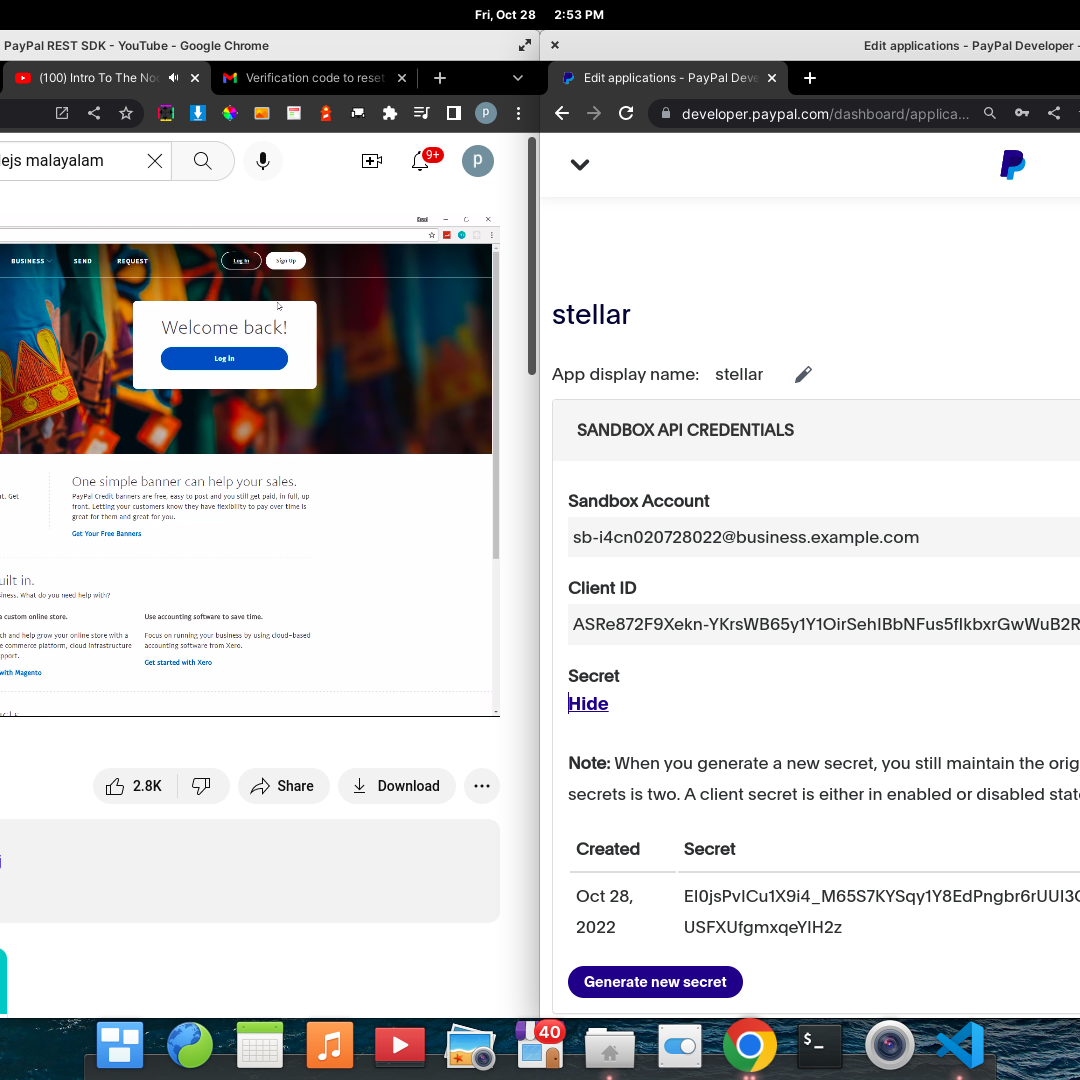 Fri, Oct 28 2:53 PM
PayPal REST SDK - YouTube - Google Chrome
(100) Intro To The No
Verification code to reset
p
ejs malayalam
9+
p
BUSINESS SEND REQUEST Log In Sign Up
Welcome back!
Log In
t. Get
One simple banner can help your sales.
PayPal Credit banners are free, easy to post and you still get paid, in full, up
front. Letting your customers know they have flexibility to pay over time is
great for them and great for you.
Get Your Free Banners
uilt in.
siness. What do you need help with?
a custom online store.
ch and help grow your online store with a
e commerce platform, cloud infrastructure
pport.
with Magento
Use accounting software to save time.
Focus on running your business by using cloud-based
accounting software from Xero.
Get started with Xero
2.8K
Share
Download
Edit applications - PayPal Developer -
Edit applications - PayPal Deve
developer.paypal.com/dashboard/applica...
stellar
App display name: stellar
SANDBOX API CREDENTIALS
Sandbox Account
sb-i4cn020728022@business.example.com
Client ID
Secret
Hide
Note: When you generate a new secret, you still maintain the orig
secrets is two. A client secret is either in enabled or disabled stat
Created Secret
Oct 28,
2022
Generate new secret
40
$_